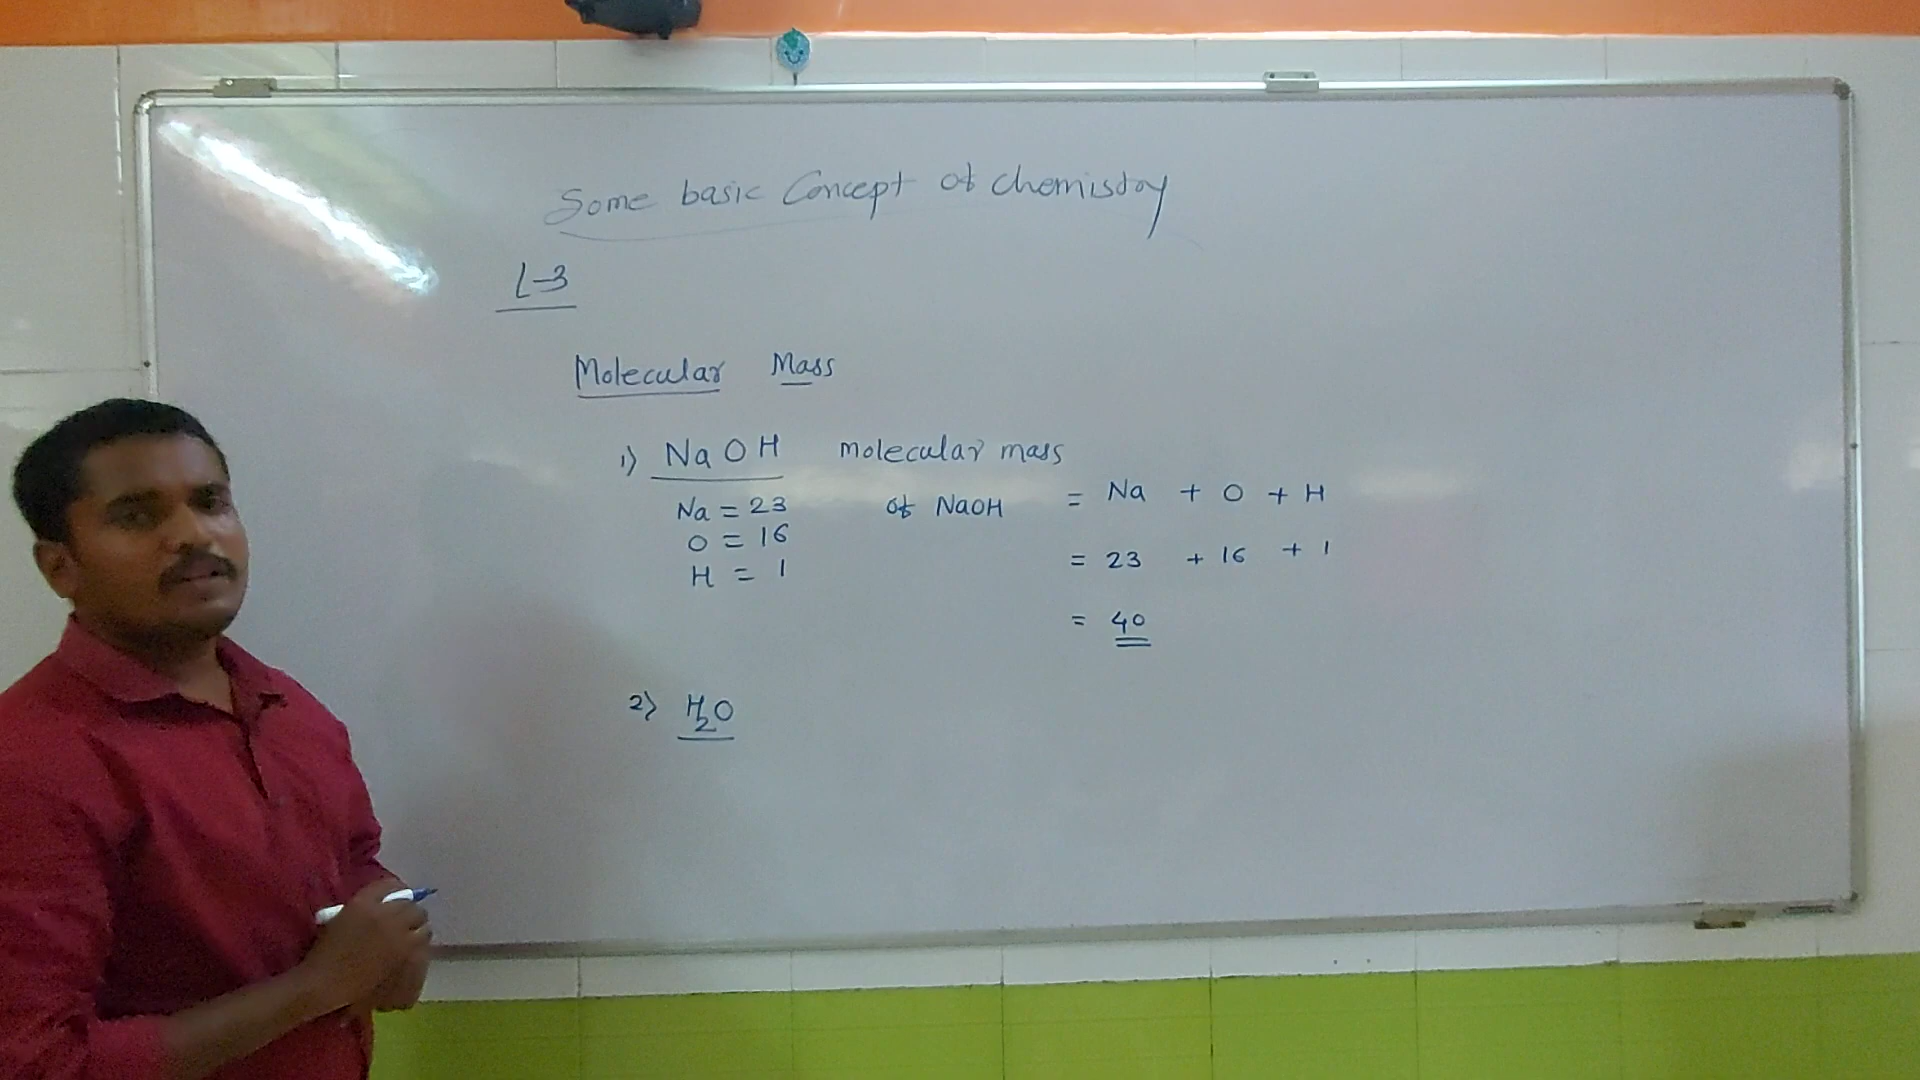 Some basic Concept of chemistry
L-3
Molecular Mass
1) NaOH molecular mass
Na = 23 of NaOH = Na + O + H
O = 16
H = 1 = 23 + 16 + 1
= 40
2) H₂O